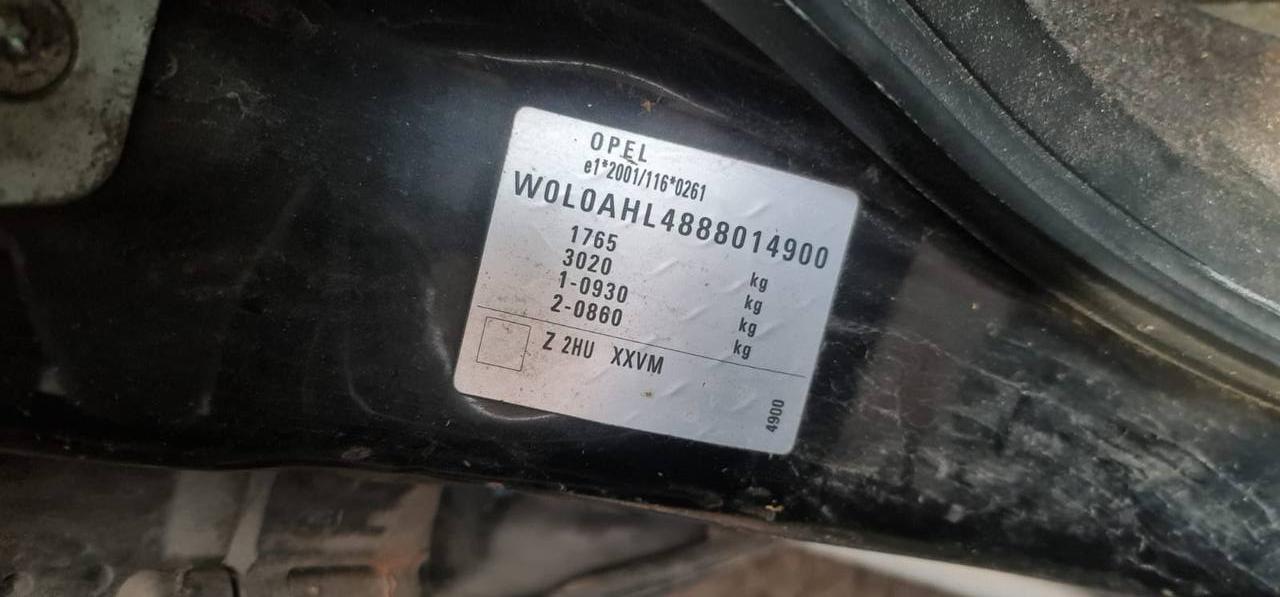 OPEL
e1*2001/116*0261
W0L0AHL4888014900
1765 kg
3020 kg
1-0930 kg
2-0860 kg
Z 2HU XXVM
4900